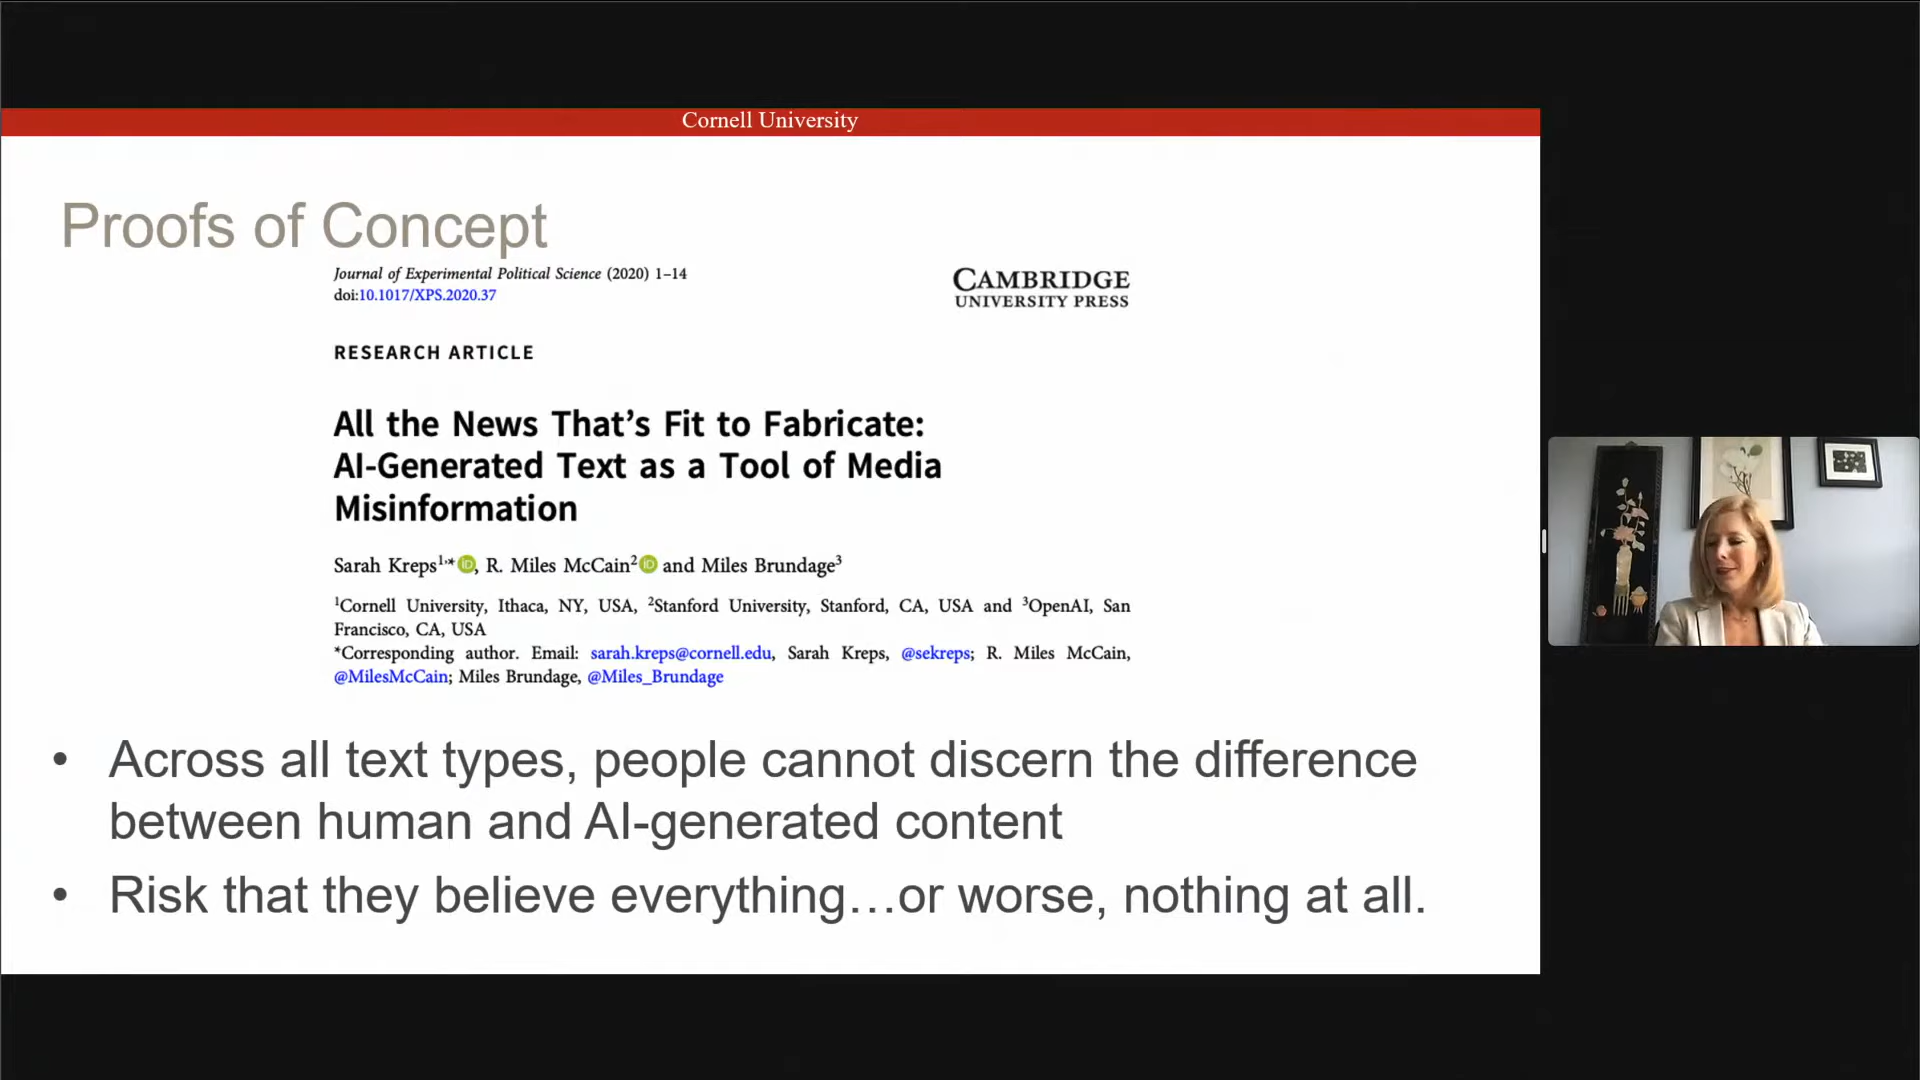 Cornell University
Proofs of Concept
Journal of Experimental Political Science (2020) 1–14
doi:10.1017/XPS.2020.37
CAMBRIDGE
UNIVERSITY PRESS
RESEARCH ARTICLE
All the News That’s Fit to Fabricate:
AI-Generated Text as a Tool of Media
Misinformation
Sarah Kreps¹,* iD, R. Miles McCain² iD and Miles Brundage³
¹Cornell University, Ithaca, NY, USA, ²Stanford University, Stanford, CA, USA and ³OpenAI, San
Francisco, CA, USA
*Corresponding author. Email: sarah.kreps@cornell.edu, Sarah Kreps, @sekreps; R. Miles McCain,
@MilesMcCain; Miles Brundage, @Miles_Brundage
• Across all text types, people cannot discern the difference
between human and AI-generated content
• Risk that they believe everything…or worse, nothing at all.